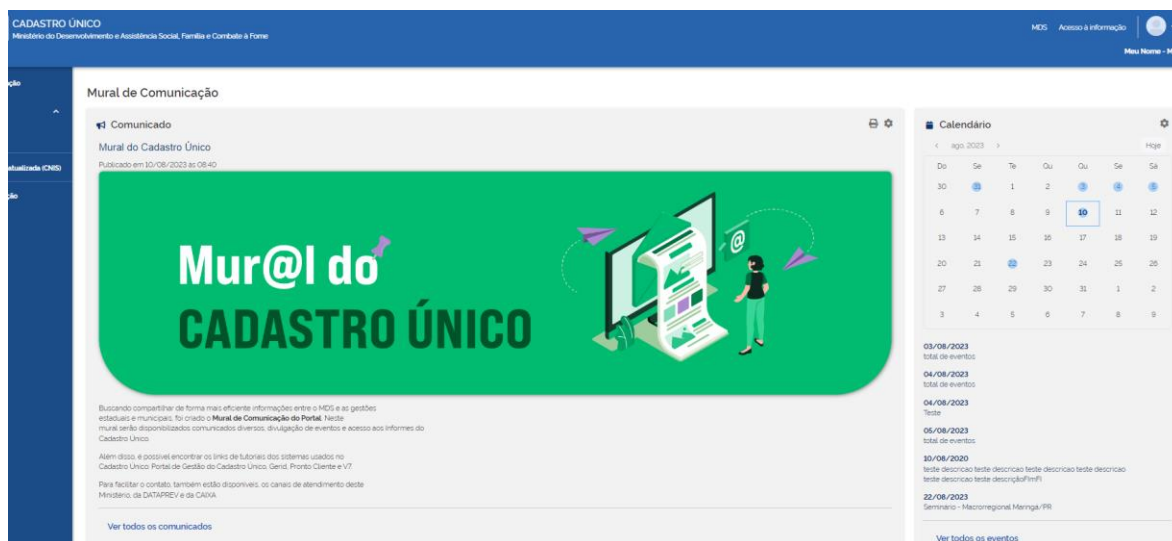 CADASTRO ÚNICO
Ministério do Desenvolvimento e Assistência Social, Família e Combate à Fome
MDS Acesso à informação
Meu Nome - M
ção
atualizada (CNIS)
ção
Mural de Comunicação
Comunicado
Mural do Cadastro Único
Publicado em 10/08/2023 às 08:40
Mur@l do
CADASTRO ÚNICO
@
Buscando compartilhar de forma mais eficiente informações entre o MDS e as gestões
estaduais e municipais, foi criado o Mural de Comunicação do Portal. Neste
mural serão disponibilizados comunicados diversos, divulgação de eventos e acesso aos Informes do
Cadastro Único.
Além disso, é possível encontrar os links de tutoriais dos sistemas usados no
Cadastro Único: Portal de Gestão do Cadastro Único, Gerid, Pronto Cliente e V7.
Para facilitar o contato, também estão disponíveis, os canais de atendimento deste
Ministério, da DATAPREV e da CAIXA.
Ver todos os comunicados
Calendário
< ago. 2023 > Hoje
Do Se Te Qu Qu Se Sá
30 31 1 2 3 4 5
6 7 8 9 10 11 12
13 14 15 16 17 18 19
20 21 22 23 24 25 26
27 28 29 30 31 1 2
3 4 5 6 7 8 9
03/08/2023
total de eventos
04/08/2023
total de eventos
04/08/2023
Teste
05/08/2023
total de eventos
10/08/2020
teste descricao teste descricao teste descricao teste descricao
teste descricao teste descriçãoFImFI
22/08/2023
Seminário - Macrorregional Maringa/PR
Ver todos os eventos